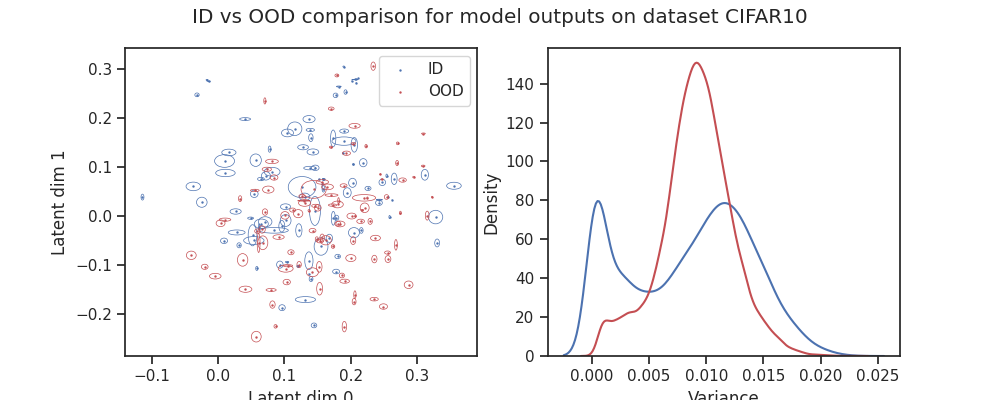 ID vs OOD comparison for model outputs on dataset CIFAR10
0.3
0.2
0.1
0.0
−0.1
−0.2
Latent dim 1
−0.1 0.0 0.1 0.2 0.3
Latent dim 0
ID
OOD
140
120
100
80
60
40
20
0
Density
0.000 0.005 0.010 0.015 0.020 0.025
Variance